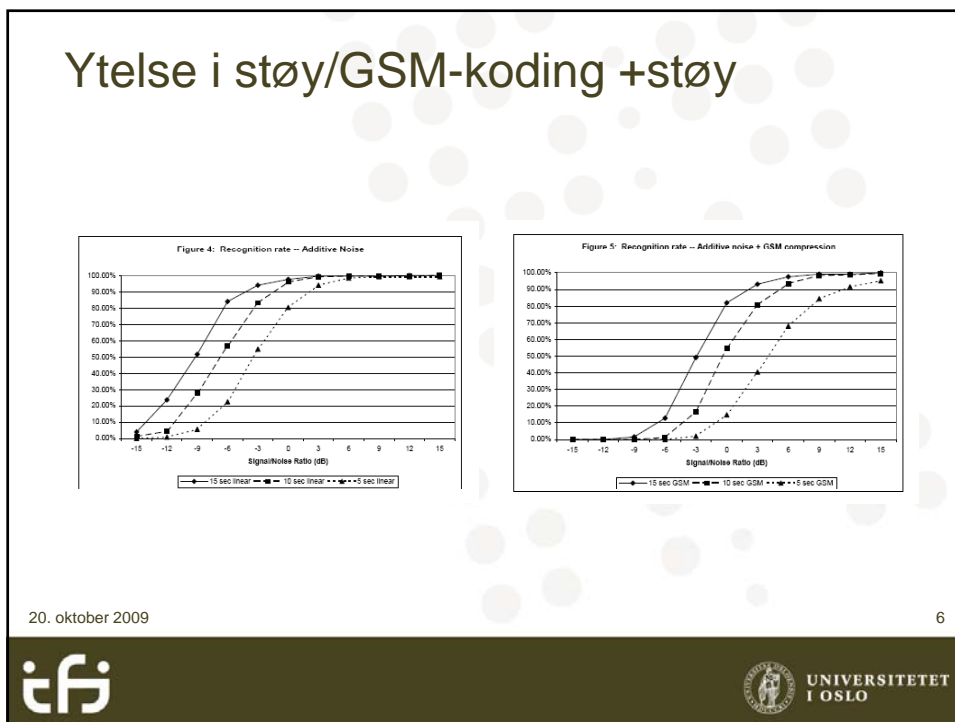 Ytelse i støy/GSM-koding +støy
Figure 4: Recognition rate -- Additive Noise
100.00%
90.00%
80.00%
70.00%
60.00%
50.00%
40.00%
30.00%
20.00%
10.00%
0.00%
-15 -12 -9 -6 -3 0 3 6 9 12 15
Signal/Noise Ratio (dB)
15 sec linear 10 sec linear 5 sec linear
Figure 5: Recognition rate -- Additive noise + GSM compression
100.00%
90.00%
80.00%
70.00%
60.00%
50.00%
40.00%
30.00%
20.00%
10.00%
0.00%
-15 -12 -9 -6 -3 0 3 6 9 12 15
Signal/Noise Ratio (dB)
15 sec GSM 10 sec GSM 5 sec GSM
20. oktober 2009
6
ifi
UNIVERSITETET
I OSLO